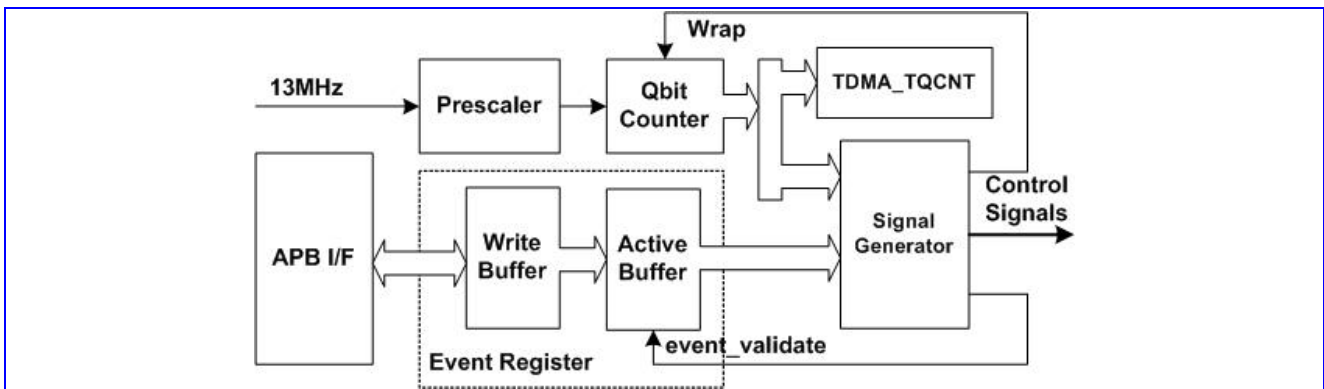 Wrap
13MHz
Prescaler
Qbit
Counter
TDMA_TQCNT
APB I/F
Write
Buffer
Active
Buffer
Signal
Generator
Control
Signals
Event Register
event_validate